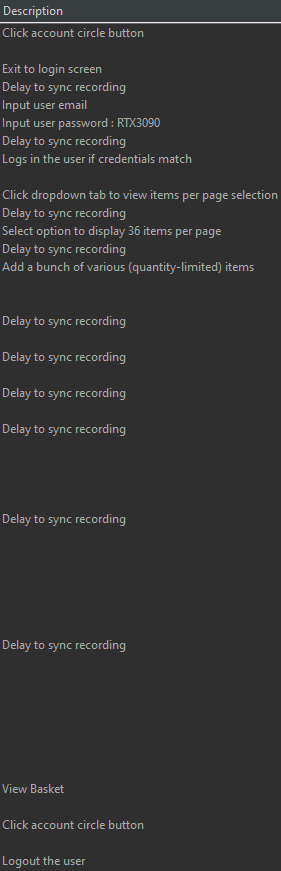 Description
Click account circle button
Exit to login screen
Delay to sync recording
Input user email
Input user password : RTX3090
Delay to sync recording
Logs in the user if credentials match
Click dropdown tab to view items per page selection
Delay to sync recording
Select option to display 36 items per page
Delay to sync recording
Add a bunch of various (quantity-limited) items
Delay to sync recording
Delay to sync recording
Delay to sync recording
Delay to sync recording
Delay to sync recording
Delay to sync recording
View Basket
Click account circle button
Logout the user